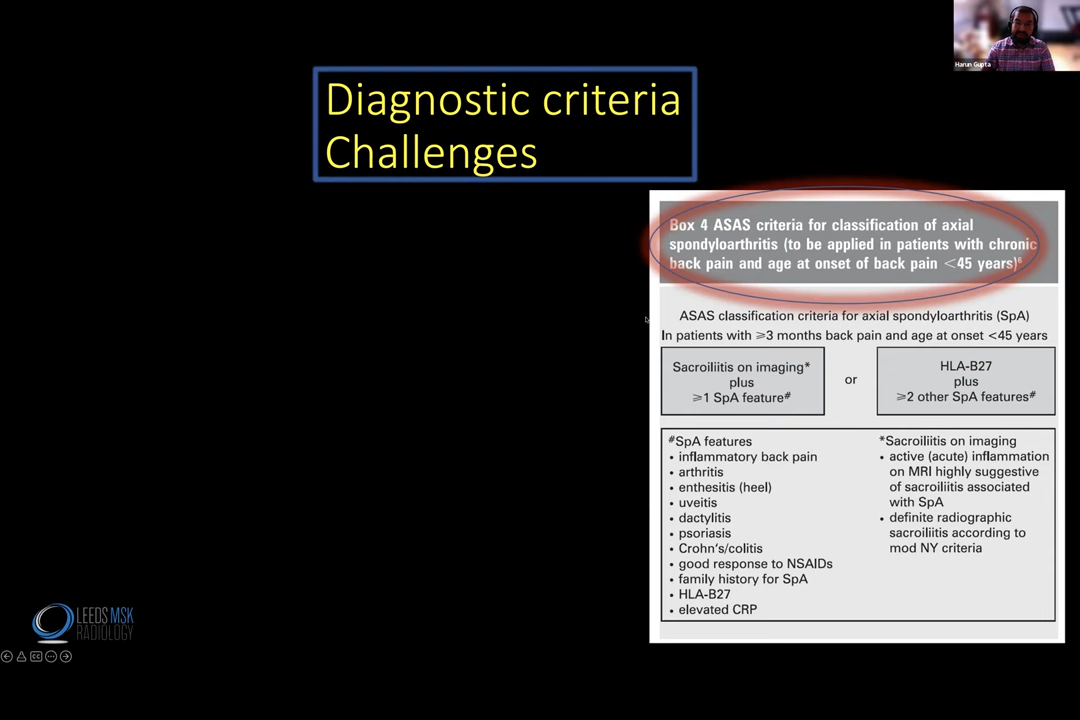 Harun Gupta
Diagnostic criteria
Challenges
Box 4 ASAS criteria for classification of axial
spondyloarthritis (to be applied in patients with chronic
back pain and age at onset of back pain <45 years)⁶
ASAS classification criteria for axial spondyloarthritis (SpA)
In patients with ⩾3 months back pain and age at onset <45 years
Sacroiliitis on imaging*
plus
⩾1 SpA feature#
or
HLA-B27
plus
⩾2 other SpA features#
#SpA features
• inflammatory back pain
• arthritis
• enthesitis (heel)
• uveitis
• dactylitis
• psoriasis
• Crohn's/colitis
• good response to NSAIDs
• family history for SpA
• HLA-B27
• elevated CRP
*Sacroiliitis on imaging
• active (acute) inflammation
on MRI highly suggestive
of sacroiliitis associated
with SpA
• definite radiographic
sacroiliitis according to
mod NY criteria
LEEDS MSK
RADIOLOGY
CC